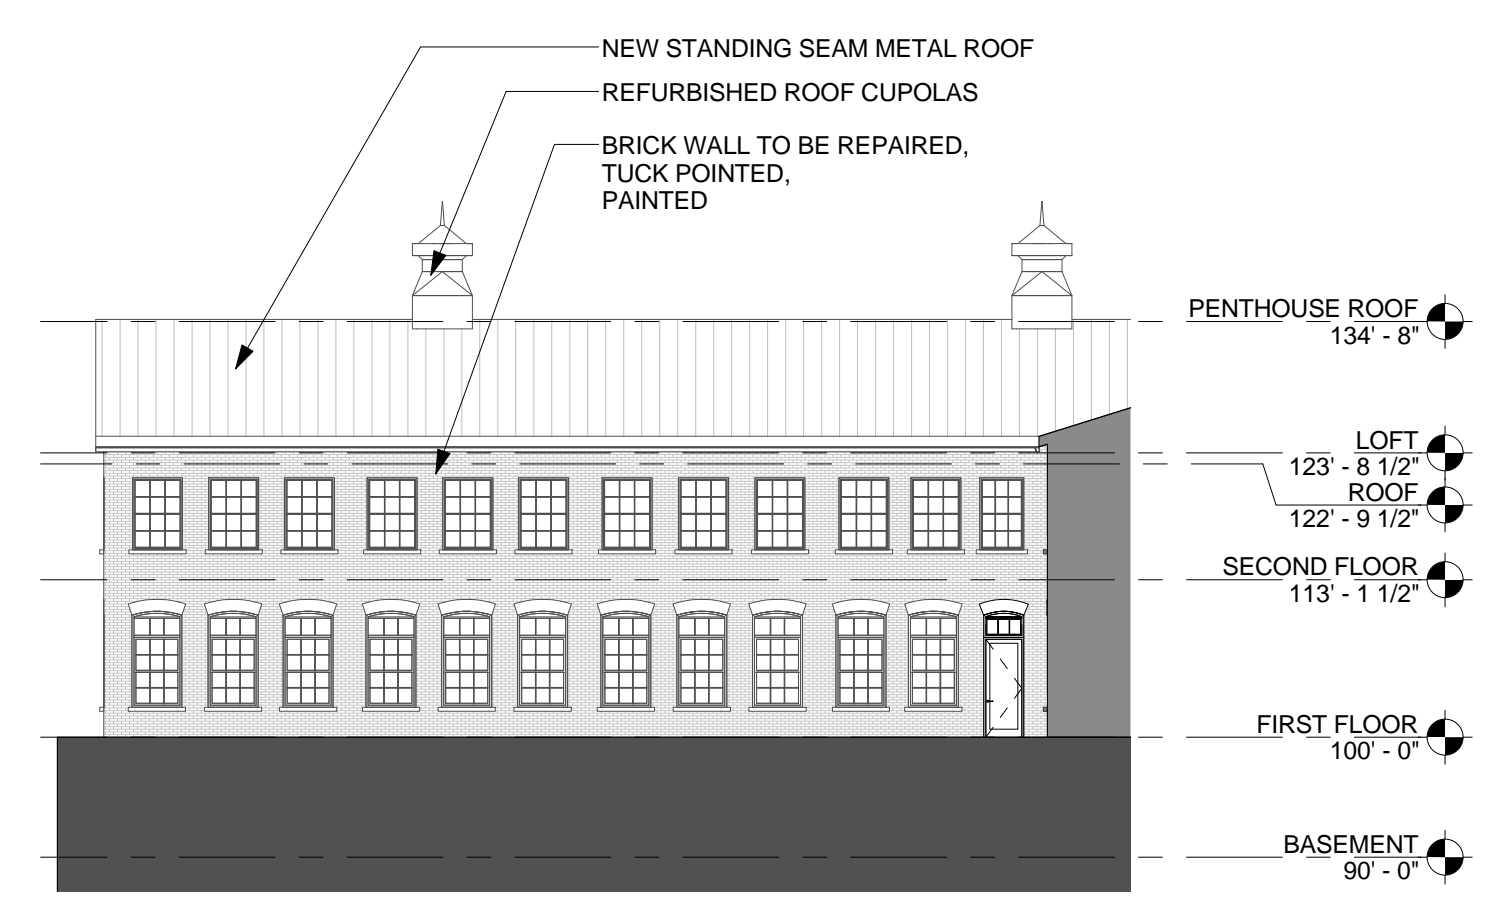 NEW STANDING SEAM METAL ROOF
REFURBISHED ROOF CUPOLAS
BRICK WALL TO BE REPAIRED,
TUCK POINTED,
PAINTED
PENTHOUSE ROOF
134' - 8"
LOFT
123' - 8 1/2"
ROOF
122' - 9 1/2"
SECOND FLOOR
113' - 1 1/2"
FIRST FLOOR
100' - 0"
BASEMENT
90' - 0"